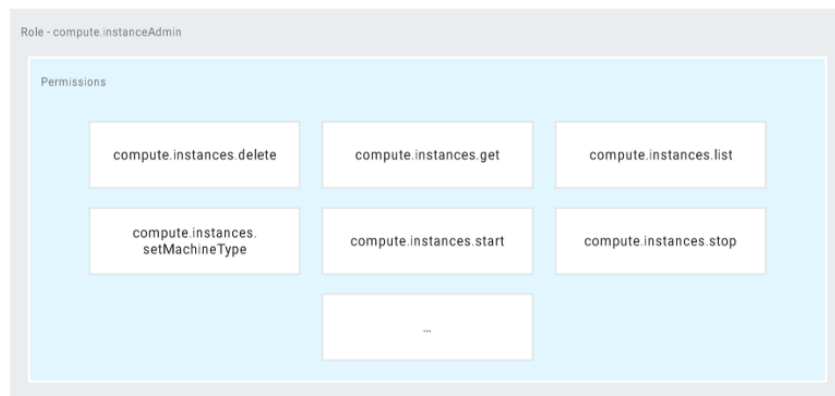 Role - compute.instanceAdmin
Permissions
compute.instances.delete
compute.instances.get
compute.instances.list
compute.instances.
setMachineType
compute.instances.start
compute.instances.stop
...